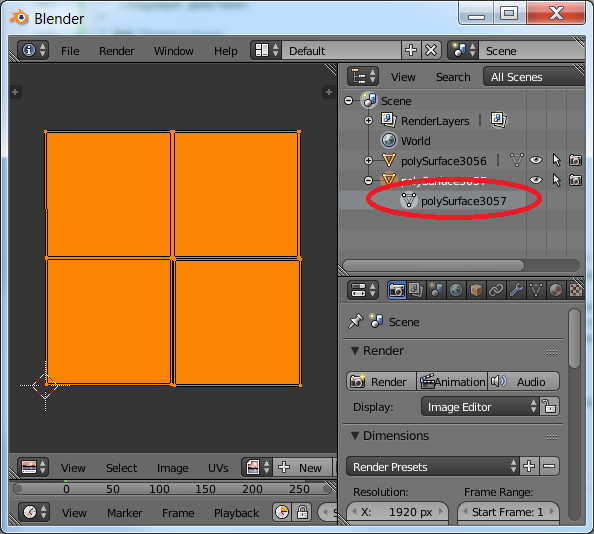 Blender
File Render Window Help Default Scene
View Search All Scenes
Scene
RenderLayers
World
polySurface3056
polySurface3057
polySurface3057
Scene
Render
Render Animation Audio
Display: Image Editor
Dimensions
Render Presets
Resolution: Frame Range:
X: 1920 px Start Frame: 1
View Select Image UVs New
0 50 100 150 200 250
View Marker Frame Playback